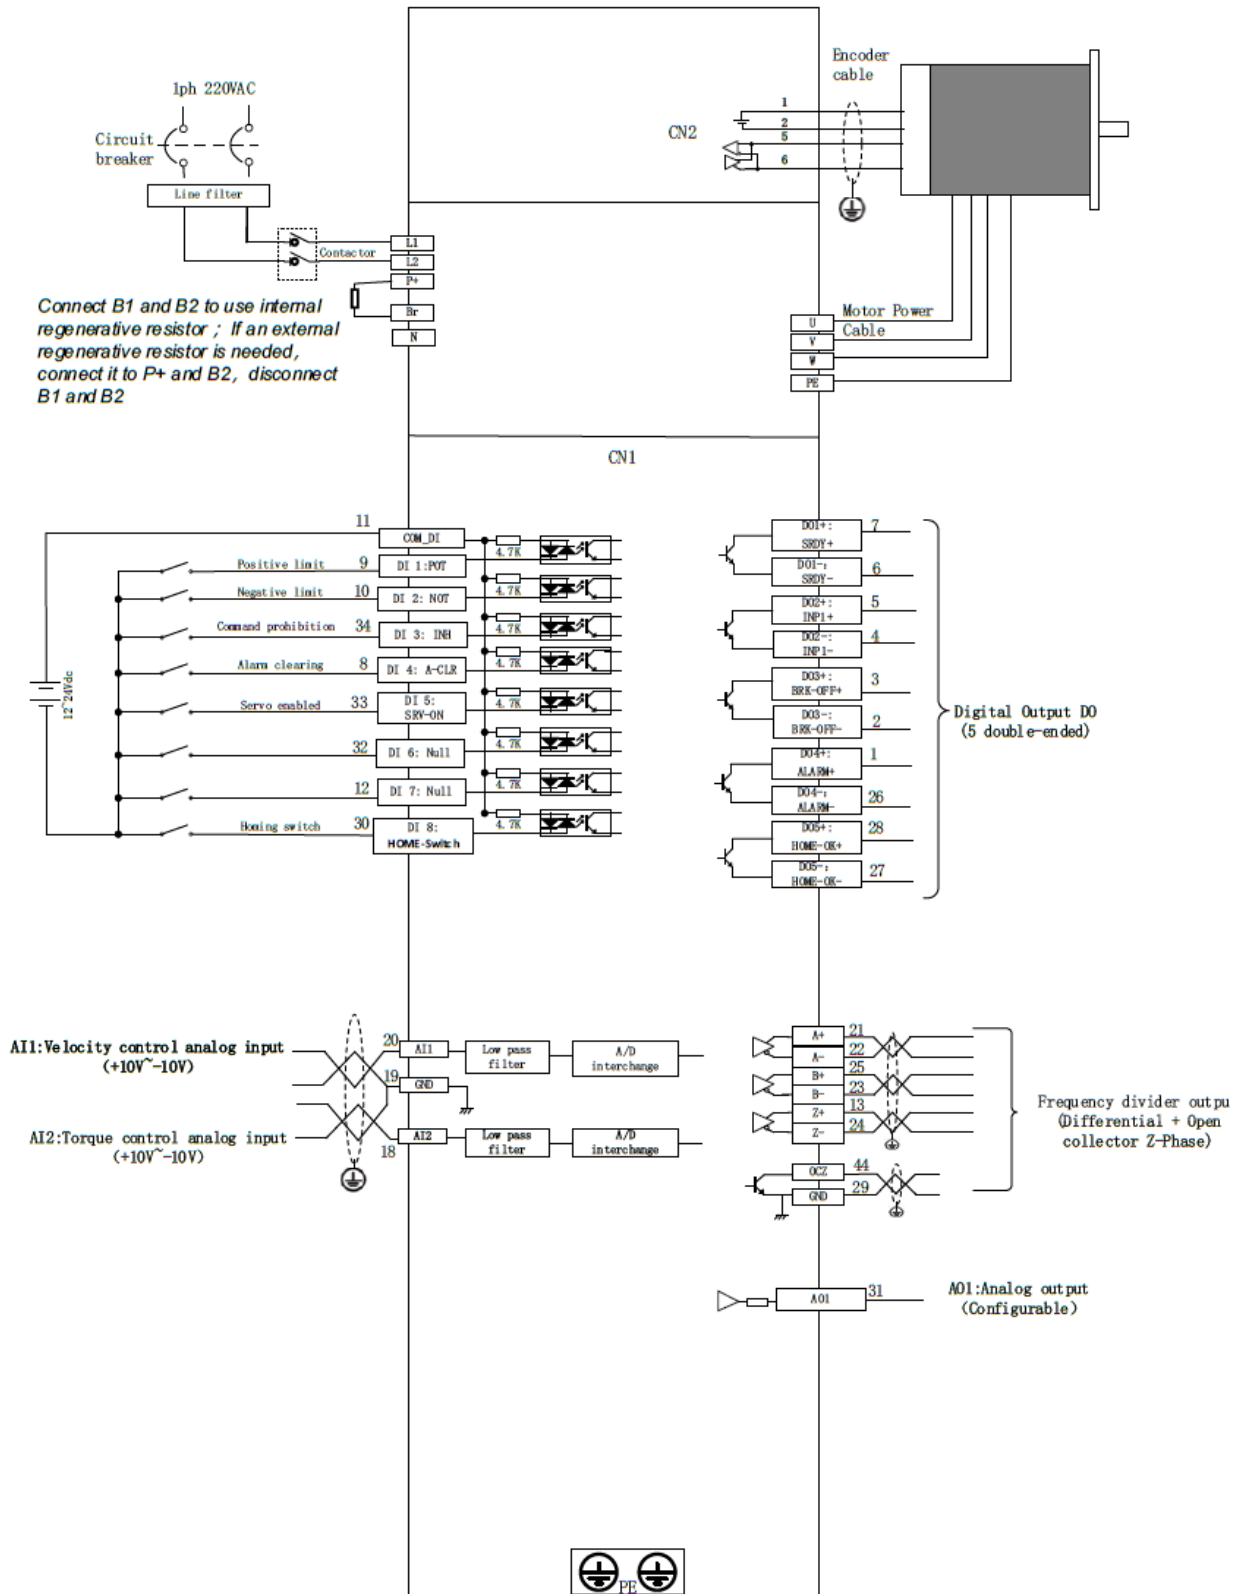 Encoder
cable
1ph 220VAC
Circuit
breaker
Line filter
Contactor
CN2
1
2
5
6
L1
L2
P+
Br
N
Connect B1 and B2 to use internal
regenerative resistor ; If an external
regenerative resistor is needed,
connect it to P+ and B2, disconnect
B1 and B2
Motor Power
Cable
U
V
W
PE
CN1
11
COM_DI
4.7K
Positive limit
9
DI 1:POT
4.7K
Negative limit
10
DI 2: NOT
4.7K
Command prohibition
34
DI 3: INH
4.7K
Alarm clearing
8
DI 4: A-CLR
4.7K
Servo enabled
33
DI 5:
SRV-ON
4.7K
32
DI 6: Null
4.7K
12
DI 7: Null
4.7K
Homing switch
30
DI 8:
HOME-Switch
12~24Vdc
DO1+:
SRDY+
7
DO1-:
SRDY-
6
DO2+:
INP1+
5
DO2-:
INP1-
4
DO3+:
BRK-OFF+
3
DO3-:
BRK-OFF-
2
DO4+:
ALARM+
1
DO4-:
ALARM-
26
DO5+:
HOME-OK+
28
DO5-:
HOME-OK-
27
Digital Output DO
(5 double-ended)
AI1:Velocity control analog input
(+10V~-10V)
20
AI1
Low pass
filter
A/D
interchange
19
GND
AI2:Torque control analog input
(+10V~-10V)
18
AI2
Low pass
filter
A/D
interchange
A+
21
A-
22
B+
25
B-
23
Z+
13
Z-
24
OCZ
44
GND
29
Frequency divider outpu
(Differential + Open
collector Z-Phase)
AO1
31
AO1:Analog output
(Configurable)
PE